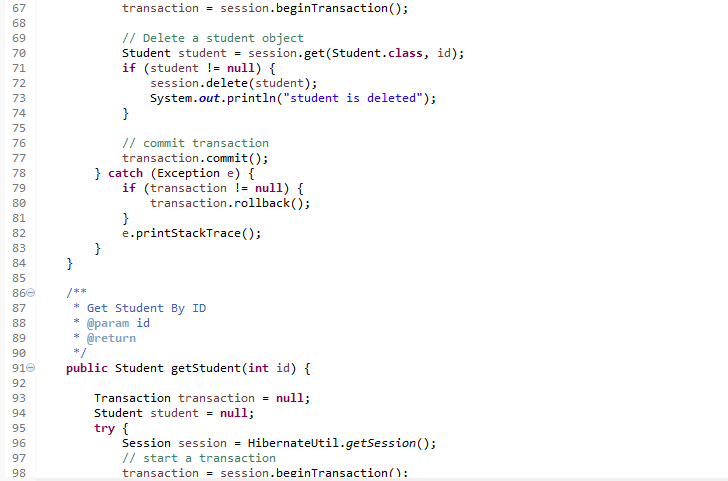 67 transaction = session.beginTransaction();
68
69 // Delete a student object
70 Student student = session.get(Student.class, id);
71 if (student != null) {
72 session.delete(student);
73 System.out.println("student is deleted");
74 }
75
76 // commit transaction
77 transaction.commit();
78 } catch (Exception e) {
79 if (transaction != null) {
80 transaction.rollback();
81 }
82 e.printStackTrace();
83 }
84 }
85
86 /**
87 * Get Student By ID
88 * @param id
89 * @return
90 */
91 public Student getStudent(int id) {
92
93 Transaction transaction = null;
94 Student student = null;
95 try {
96 Session session = HibernateUtil.getSession();
97 // start a transaction
98 transaction = session.beginTransaction();